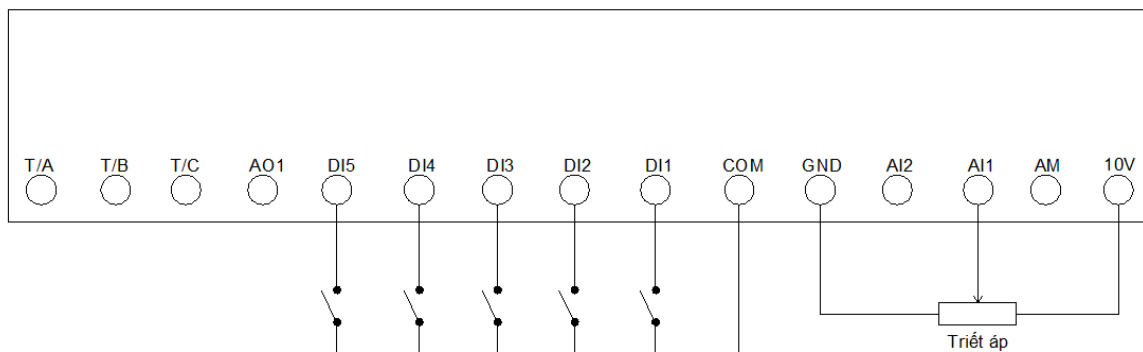 T/A T/B T/C AO1 DI5 DI4 DI3 DI2 DI1 COM GND AI2 AI1 AM 10V
Triết áp